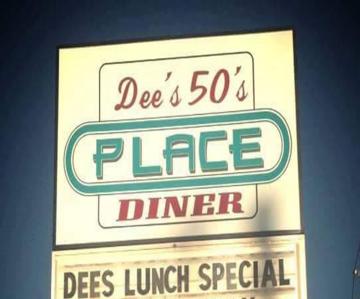 Dee's 50's
PLACE
DINER
DEES LUNCH SPECIAL